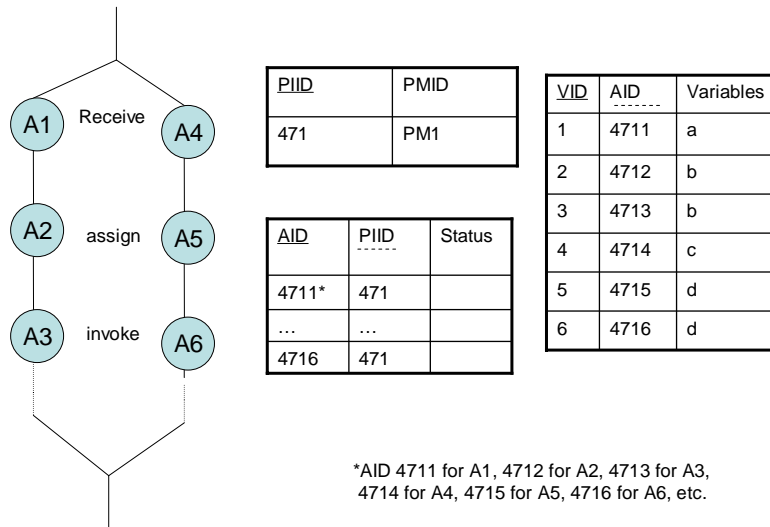 A1
Receive
A4
A2
assign
A5
A3
invoke
A6
PIID PMID
471 PM1
AID PIID Status
4711* 471
... ...
4716 471
VID AID Variables
1 4711 a
2 4712 b
3 4713 b
4 4714 c
5 4715 d
6 4716 d
*AID 4711 for A1, 4712 for A2, 4713 for A3,
4714 for A4, 4715 for A5, 4716 for A6, etc.